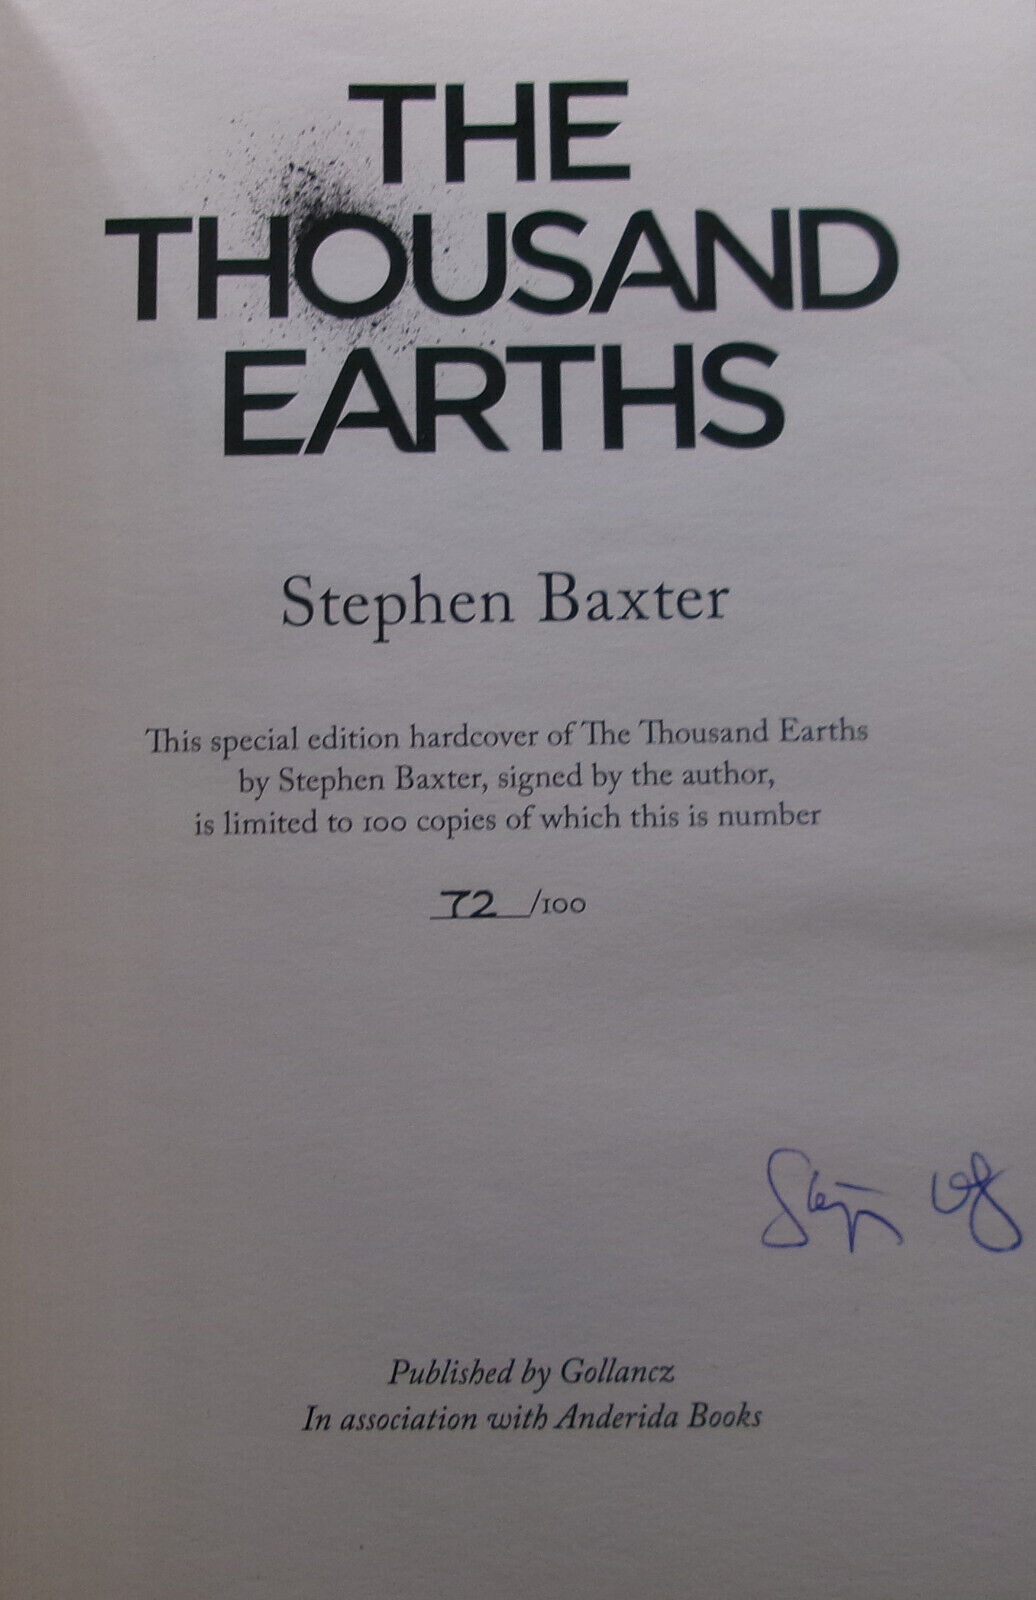 THE
THOUSAND
EARTHS
Stephen Baxter
This special edition hardcover of The Thousand Earths
by Stephen Baxter, signed by the author,
is limited to 100 copies of which this is number
72/100
Published by Gollancz
In association with Anderida Books